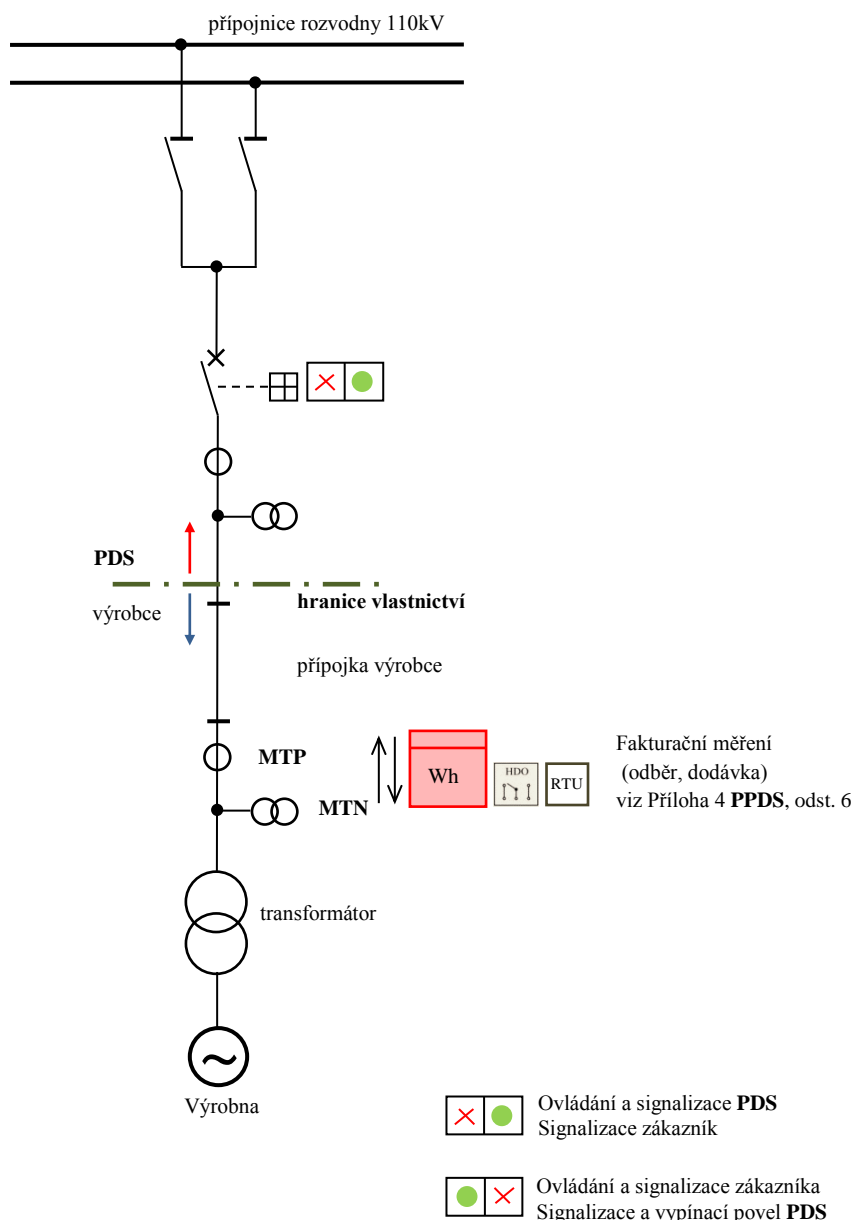 přípojnice rozvodny 110kV
PDS
hranice vlastnictví
výrobce
přípojka výrobce
MTP
Wh
HDO
RTU
Fakturační měření
(odběr, dodávka)
viz Příloha 4 PPDS, odst. 6
MTN
transformátor
Výrobna
Ovládání a signalizace PDS
Signalizace zákazník
Ovládání a signalizace zákazníka
Signalizace a vypínací povel PDS